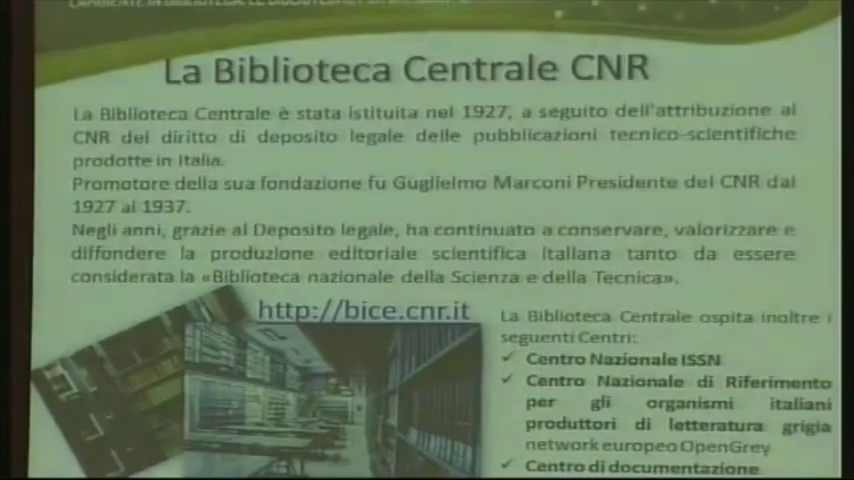 La Biblioteca Centrale CNR
La Biblioteca Centrale è stata istituita nel 1927, a seguito dell'attribuzione al
CNR del diritto di deposito legale delle pubblicazioni tecnico-scientifiche
prodotte in Italia.
Promotore della sua fondazione fu Guglielmo Marconi Presidente del CNR dal
1927 al 1937.
Negli anni, grazie al Deposito legale, ha continuato a conservare, valorizzare e
diffondere la produzione editoriale scientifica italiana tanto da essere
considerata la «Biblioteca nazionale della Scienza e della Tecnica».
http://bice.cnr.it
La Biblioteca Centrale ospita inoltre i
seguenti Centri:
✓ Centro Nazionale ISSN
✓ Centro Nazionale di Riferimento
per gli organismi italiani
produttori di letteratura grigia
network europeo OpenGrey
✓ Centro di documentazione